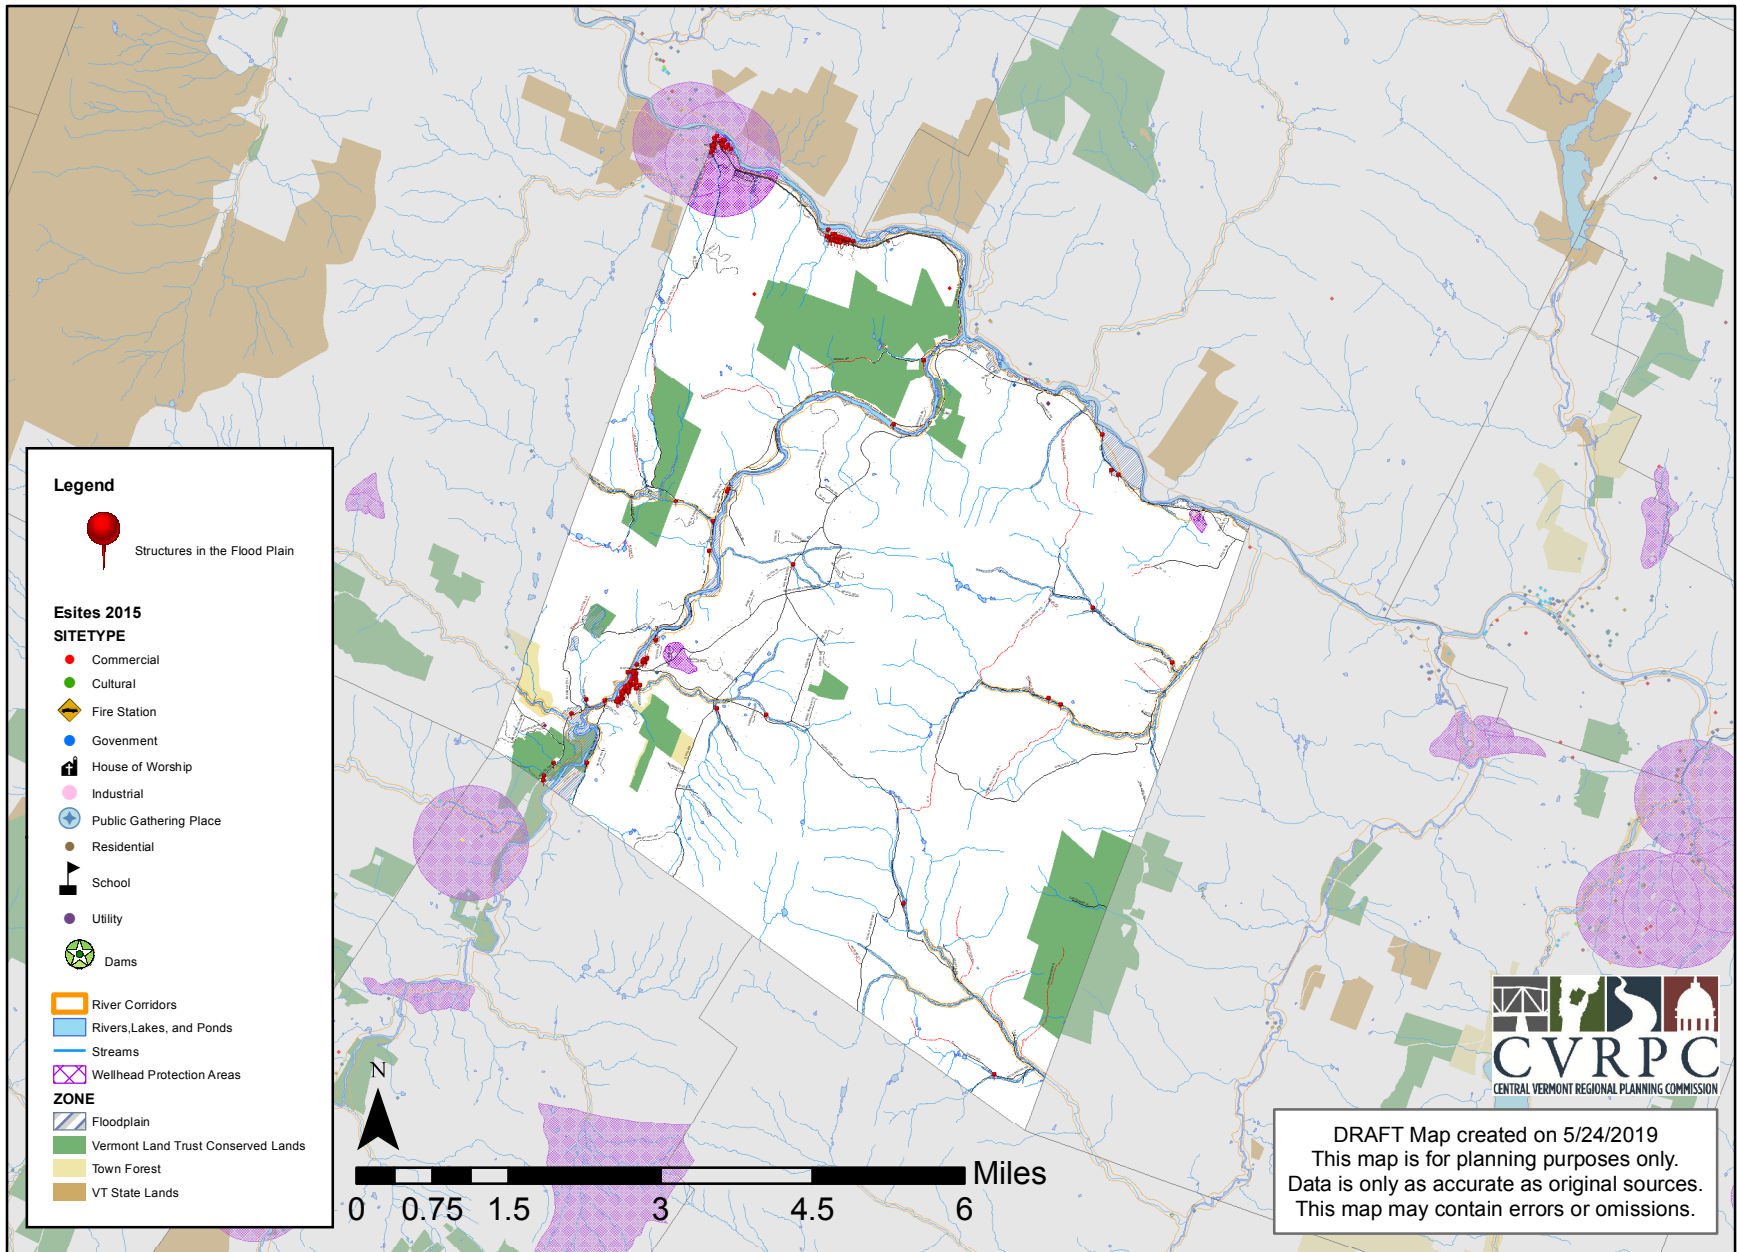 Legend
Structures in the Flood Plain
Esites 2015
SITETYPE
Commercial
Cultural
Fire Station
Govenment
House of Worship
Industrial
Public Gathering Place
Residential
School
Utility
Dams
River Corridors
Rivers,Lakes, and Ponds
Streams
Wellhead Protection Areas
ZONE
Floodplain
Vermont Land Trust Conserved Lands
Town Forest
VT State Lands
N
Miles
0 0.75 1.5 3 4.5 6
CVRPC
CENTRAL VERMONT REGIONAL PLANNING COMMISSION
DRAFT Map created on 5/24/2019
This map is for planning purposes only.
Data is only as accurate as original sources.
This map may contain errors or omissions.